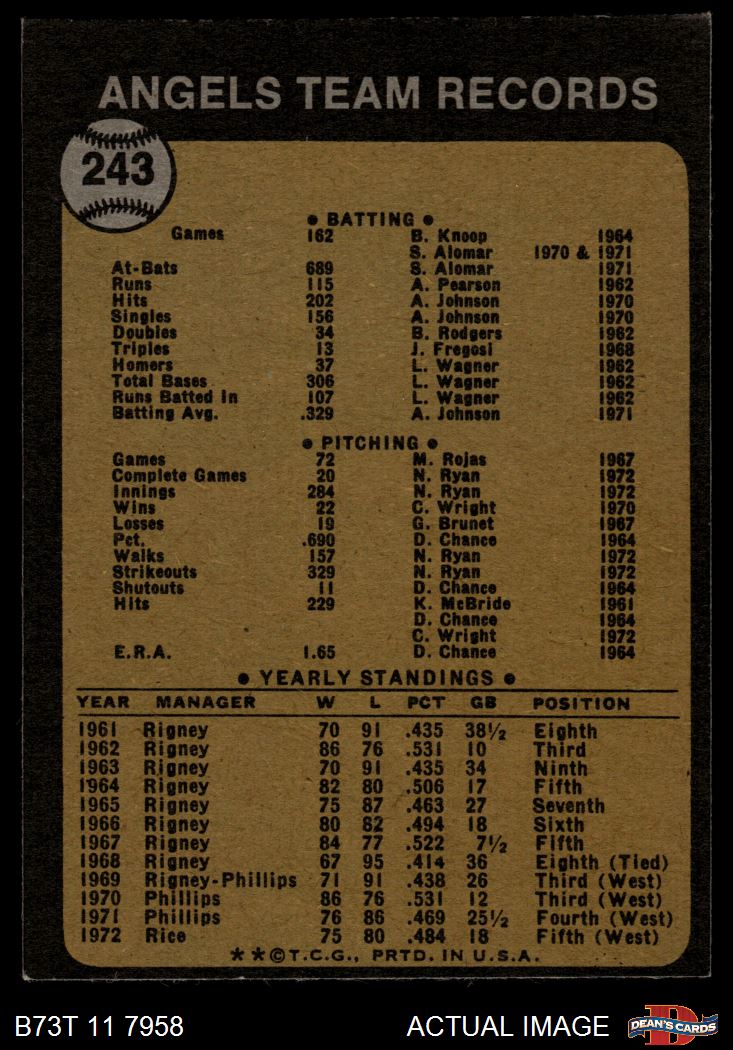 ANGELS TEAM RECORDS
243
• BATTING •
Games 162 B. Knoop 1964
S. Alomar 1970 & 1971
At-Bats 689 S. Alomar 1971
Runs 115 A. Pearson 1962
Hits 202 A. Johnson 1970
Singles 156 A. Johnson 1970
Doubles 34 B. Rodgers 1962
Triples 13 J. Fregosi 1968
Homers 37 L. Wagner 1962
Total Bases 306 L. Wagner 1962
Runs Batted In 107 L. Wagner 1962
Batting Avg. .329 A. Johnson 1971
• PITCHING •
Games 72 M. Rojas 1967
Complete Games 20 N. Ryan 1972
Innings 284 N. Ryan 1972
Wins 22 C. Wright 1970
Losses 19 G. Brunet 1967
Pct. .690 D. Chance 1964
Walks 157 N. Ryan 1972
Strikeouts 329 N. Ryan 1972
Shutouts 11 D. Chance 1964
Hits 229 K. McBride 1961
D. Chance 1964
C. Wright 1972
E.R.A. 1.65 D. Chance 1964
• YEARLY STANDINGS •
YEAR MANAGER W L PCT GB POSITION
1961 Rigney 70 91 .435 38½ Eighth
1962 Rigney 86 76 .531 10 Third
1963 Rigney 70 91 .435 34 Ninth
1964 Rigney 82 80 .506 17 Fifth
1965 Rigney 75 87 .463 27 Seventh
1966 Rigney 80 82 .494 18 Sixth
1967 Rigney 84 77 .522 7½ Fifth
1968 Rigney 67 95 .414 36 Eighth (Tied)
1969 Rigney-Phillips 71 91 .438 26 Third (West)
1970 Phillips 86 76 .531 12 Third (West)
1971 Phillips 76 86 .469 25½ Fourth (West)
1972 Rice 75 80 .484 18 Fifth (West)
**©T.C.G., PRTD. IN U.S.A.
B73T 11 7958 ACTUAL IMAGE DEAN'S CARDS